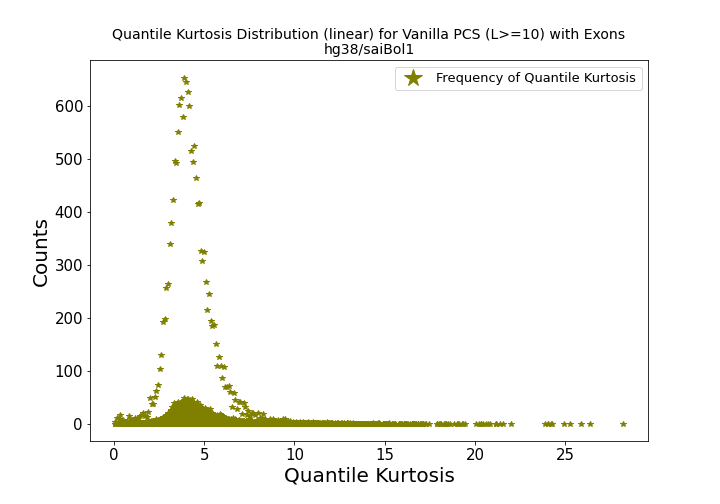 Quantile Kurtosis Distribution (linear) for Vanilla PCS (L>=10) with Exons
hg38/saiBol1
Frequency of Quantile Kurtosis
600
500
400
300
200
100
0
Counts
0 5 10 15 20 25
Quantile Kurtosis